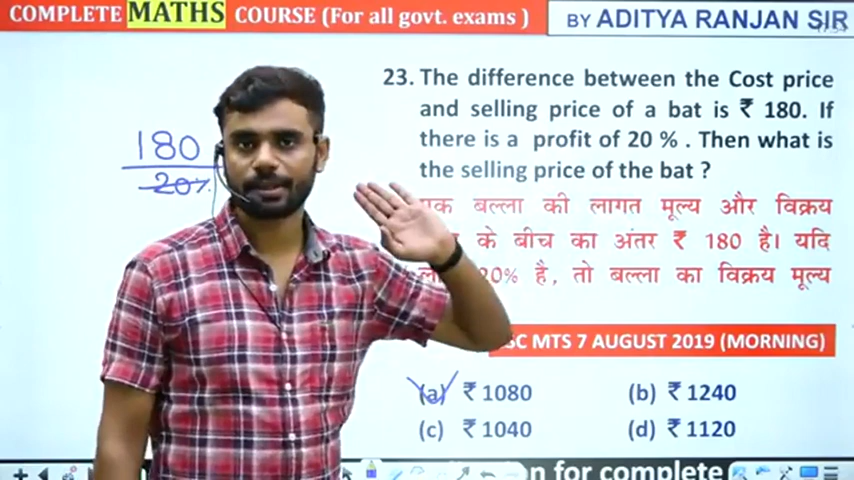 COMPLETE MATHS COURSE (For all govt. exams )
BY ADITYA RANJAN SIR
23. The difference between the Cost price
and selling price of a bat is ₹ 180. If
there is a profit of 20 % . Then what is
the selling price of the bat ?
180
20%
एक बल्ला की लागत मूल्य और विक्रय
के बीच का अंतर ₹ 180 है। यदि
20% है, तो बल्ला का विक्रय मूल्य
SC MTS 7 AUGUST 2019 (MORNING)
(a) ₹ 1080 (b) ₹ 1240
(c) ₹ 1040 (d) ₹ 1120
for complete